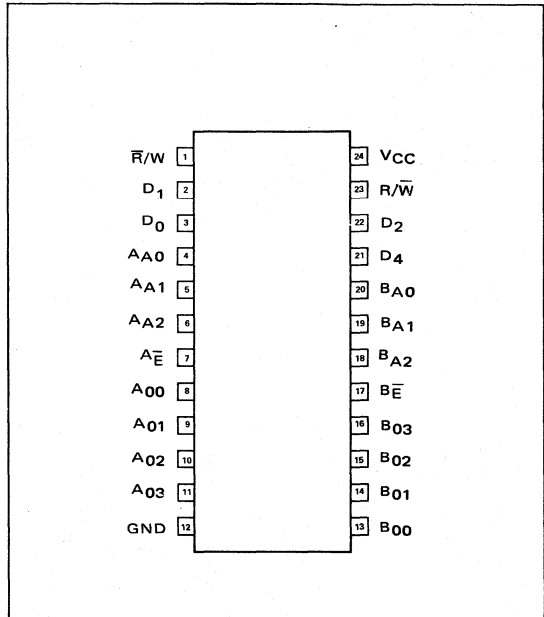 R̅/W 1 24 VCC
D1 2 23 R/W̅
D0 3 22 D2
AA0 4 21 D4
AA1 5 20 BA0
AA2 6 19 BA1
AE̅ 7 18 BA2
A00 8 17 BE̅
A01 9 16 B03
A02 10 15 B02
A03 11 14 B01
GND 12 13 B00